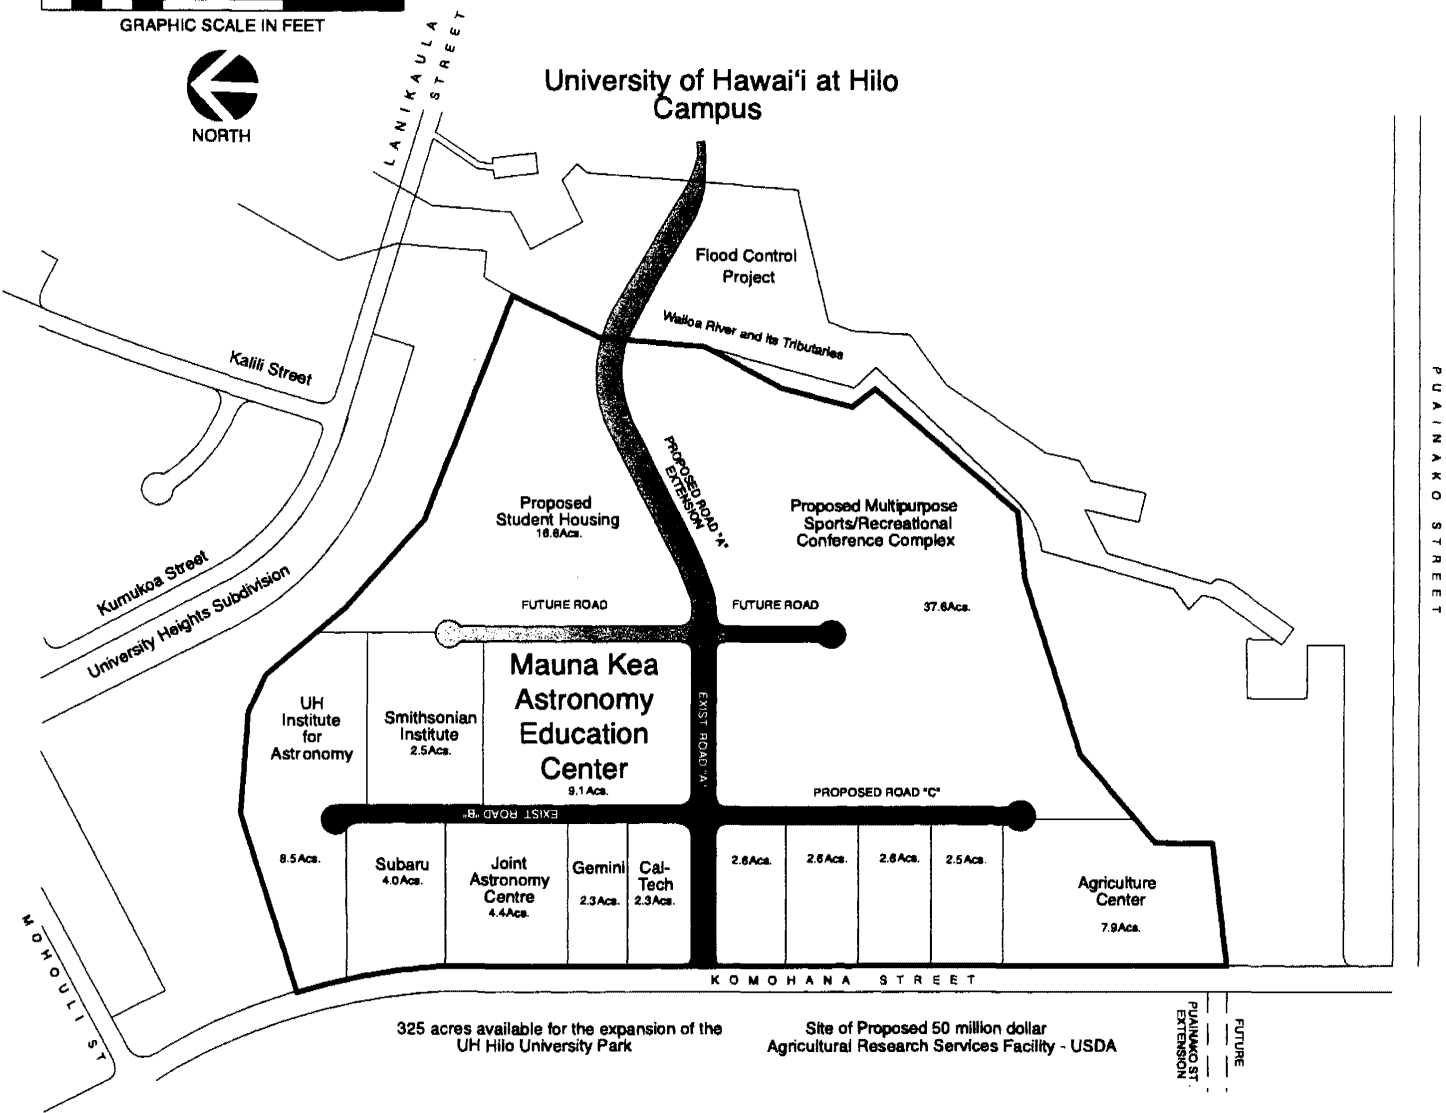 GRAPHIC SCALE IN FEET
NORTH
LANIKAULA
STREET
University of Hawai‘i at Hilo
Campus
Flood Control
Project
Wailoa River and its Tributaries
Kalili Street
PUAINAKO STREET
PROPOSED ROAD "A"
EXTENSION
Proposed
Student Housing
16.6Acs.
Proposed Multipurpose
Sports/Recreational
Conference Complex
37.6Acs.
Kumukoa Street
University Heights Subdivision
FUTURE ROAD
FUTURE ROAD
Mauna Kea
Astronomy
Education
Center
9.1Acs.
UH
Institute
for
Astronomy
Smithsonian
Institute
2.5Acs.
EXIST ROAD "A"
PROPOSED ROAD "C"
EXIST ROAD "B"
8.5Acs.
Subaru
4.0Acs.
Joint
Astronomy
Centre
4.4Acs.
Gemini
2.3Acs.
Cal-
Tech
2.3Acs.
2.6Acs.
2.6Acs.
2.6Acs.
2.5Acs.
Agriculture
Center
7.9Acs.
MOHOULI ST
KOMOHANA STREET
325 acres available for the expansion of the
UH Hilo University Park
Site of Proposed 50 million dollar
Agricultural Research Services Facility - USDA
PUAINAKO ST.
EXTENSION
FUTURE